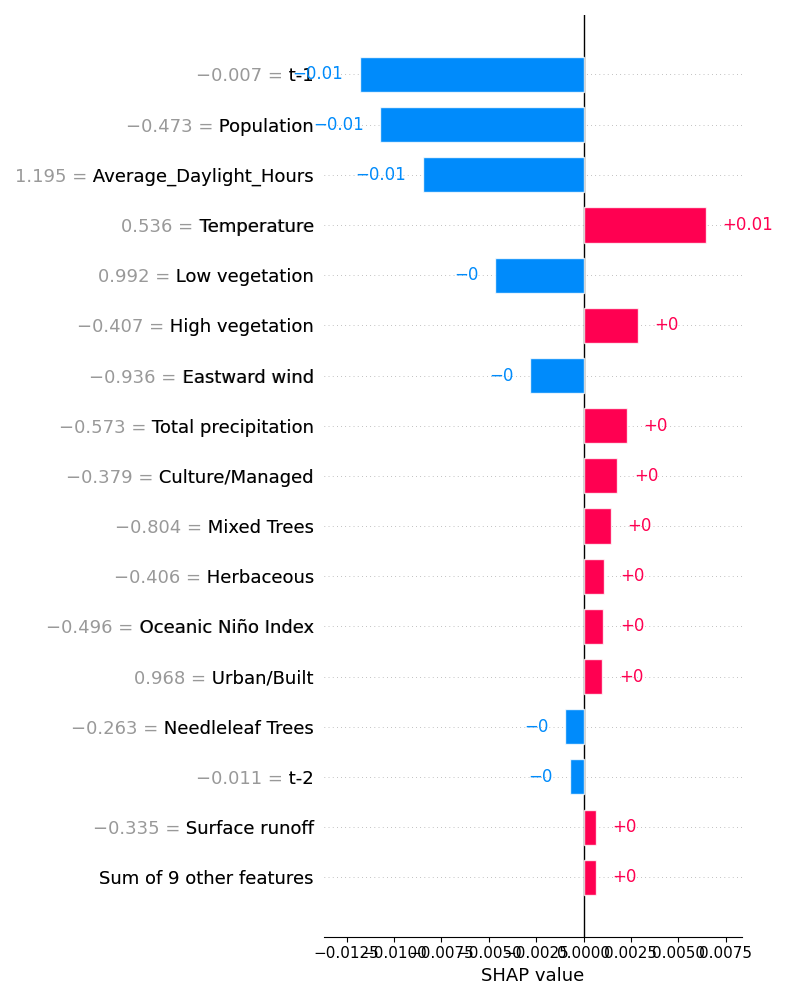 −0.007 = t-1 −0.01
−0.473 = Population −0.01
1.195 = Average_Daylight_Hours −0.01
0.536 = Temperature +0.01
0.992 = Low vegetation −0
−0.407 = High vegetation +0
−0.936 = Eastward wind −0
−0.573 = Total precipitation +0
−0.379 = Culture/Managed +0
−0.804 = Mixed Trees +0
−0.406 = Herbaceous +0
−0.496 = Oceanic Niño Index +0
0.968 = Urban/Built +0
−0.263 = Needleleaf Trees −0
−0.011 = t-2 −0
−0.335 = Surface runoff +0
Sum of 9 other features +0
−0.0125 −0.0100 −0.0075 −0.0050 −0.0025 0.0000 0.0025 0.0050 0.0075
SHAP value